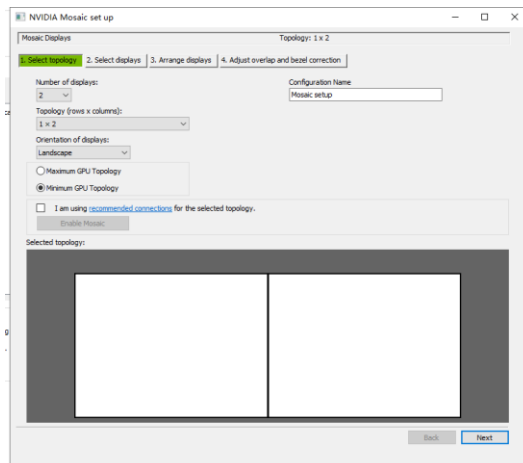 NVIDIA Mosaic set up
Mosaic Displays
Topology: 1 x 2
1. Select topology
2. Select displays
3. Arrange displays
4. Adjust overlap and bezel correction
Number of displays:
2
Configuration Name
Mosaic setup
Topology (rows x columns):
1 × 2
Orientation of displays:
Landscape
Maximum GPU Topology
Minimum GPU Topology
I am using recommended connections for the selected topology.
Enable Mosaic
Selected topology:
Back
Next